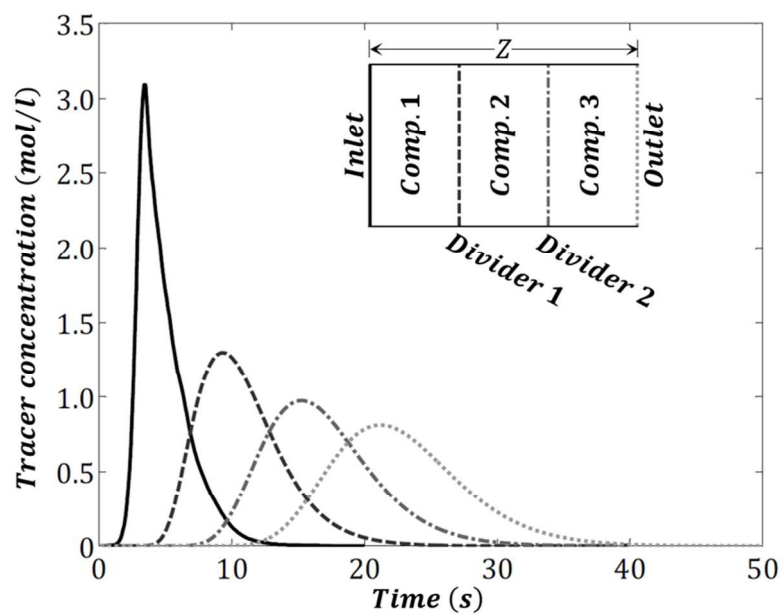 Tracer concentration (mol/l)
3.5
3.0
2.5
2.0
1.5
1.0
0.5
0
0
10
20
30
40
50
Time (s)
Z
Inlet
Comp. 1
Comp. 2
Comp. 3
Outlet
Divider 1
Divider 2